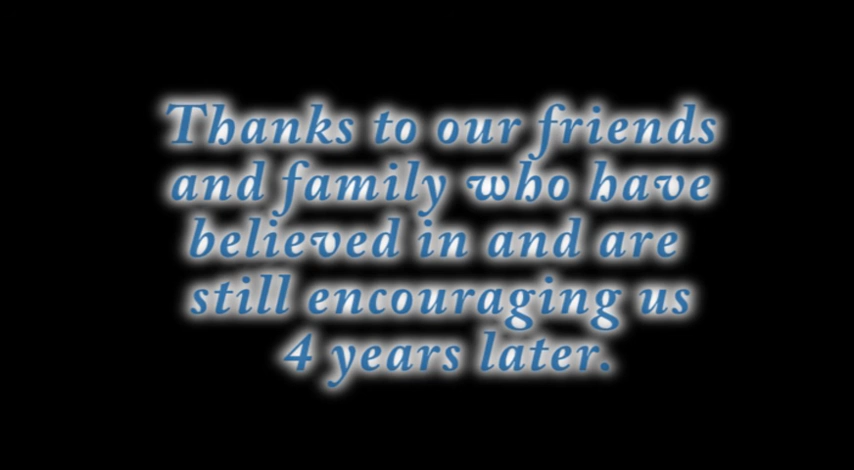 Thanks to our friends
and family who have
believed in and are
still encouraging us
4 years later.